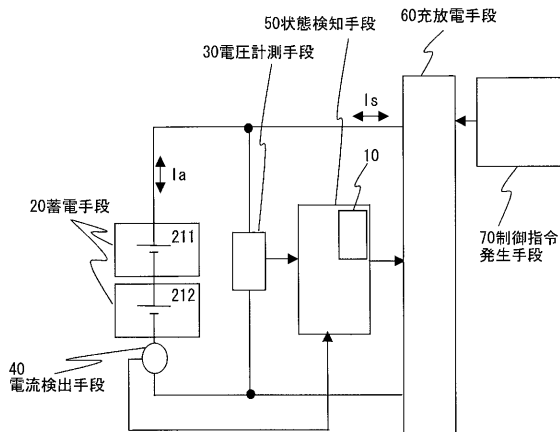 60充放電手段
50状態検知手段
30電圧計測手段
Is
10
Ia
20蓄電手段
211
212
70制御指令
発生手段
40
電流検出手段